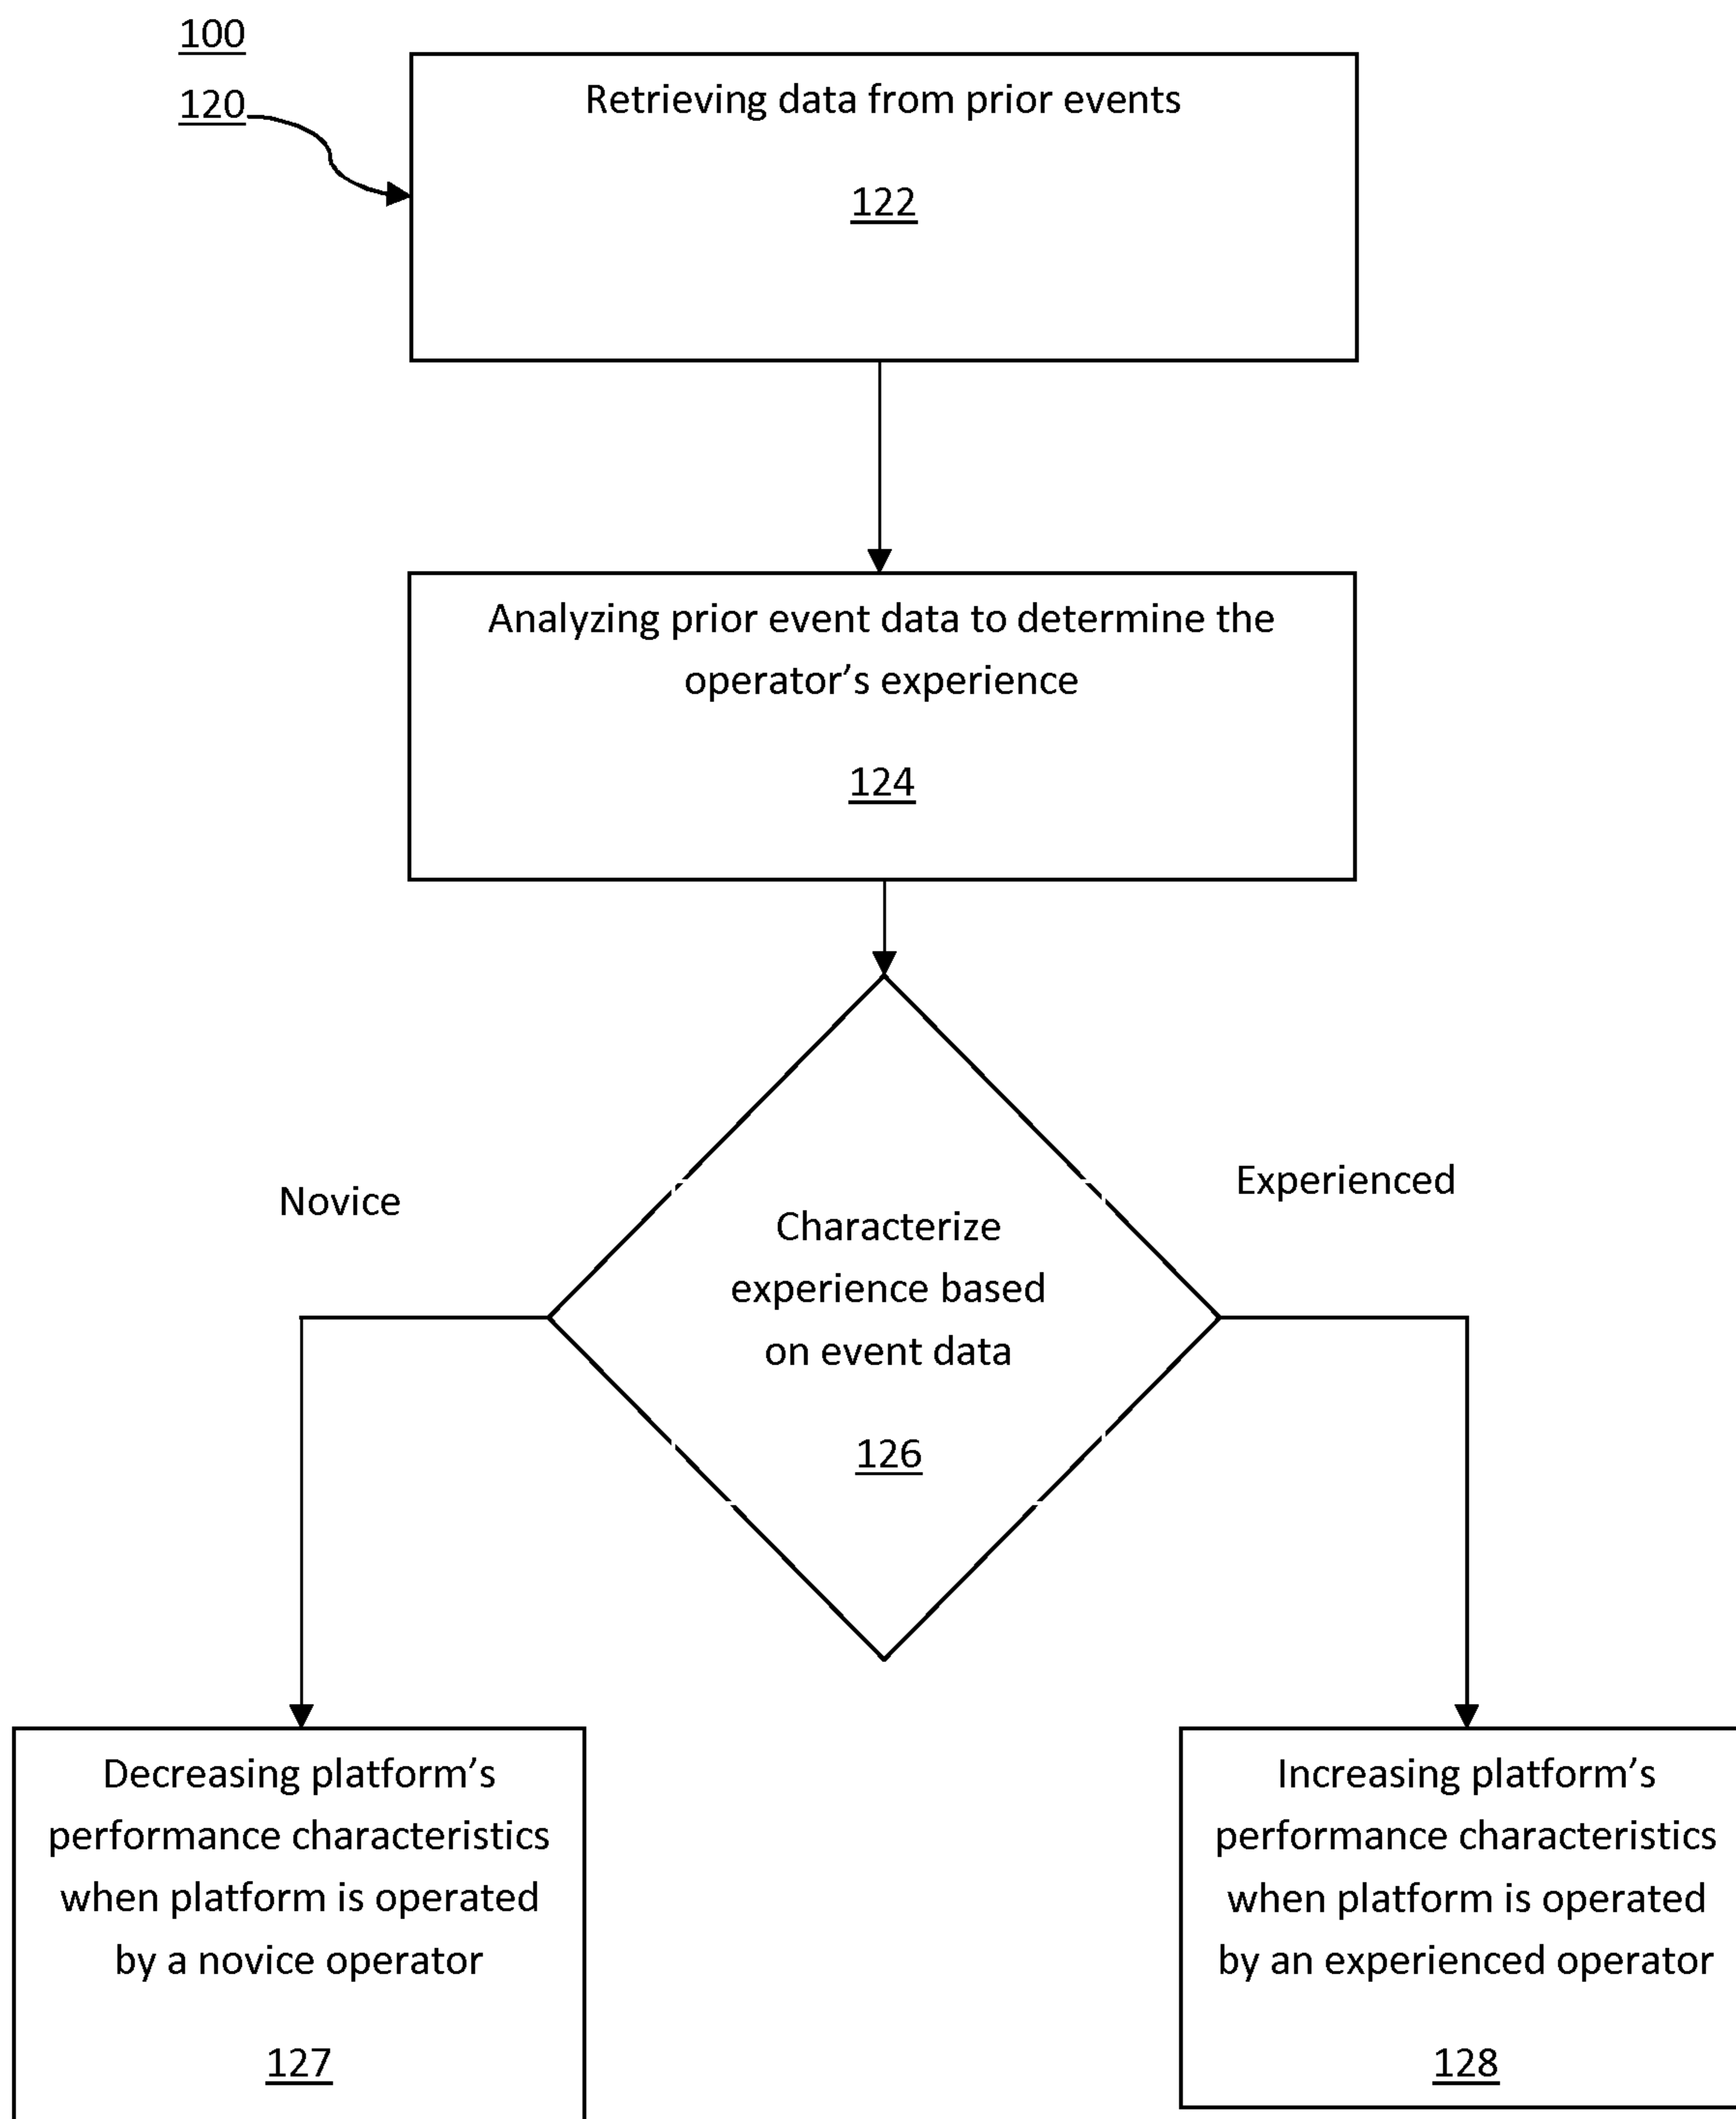 100
120
Retrieving data from prior events
122
Analyzing prior event data to determine the
operator’s experience
124
Novice
Experienced
Characterize
experience based
on event data
126
Decreasing platform’s
performance characteristics
when platform is operated
by a novice operator
127
Increasing platform’s
performance characteristics
when platform is operated
by an experienced operator
128